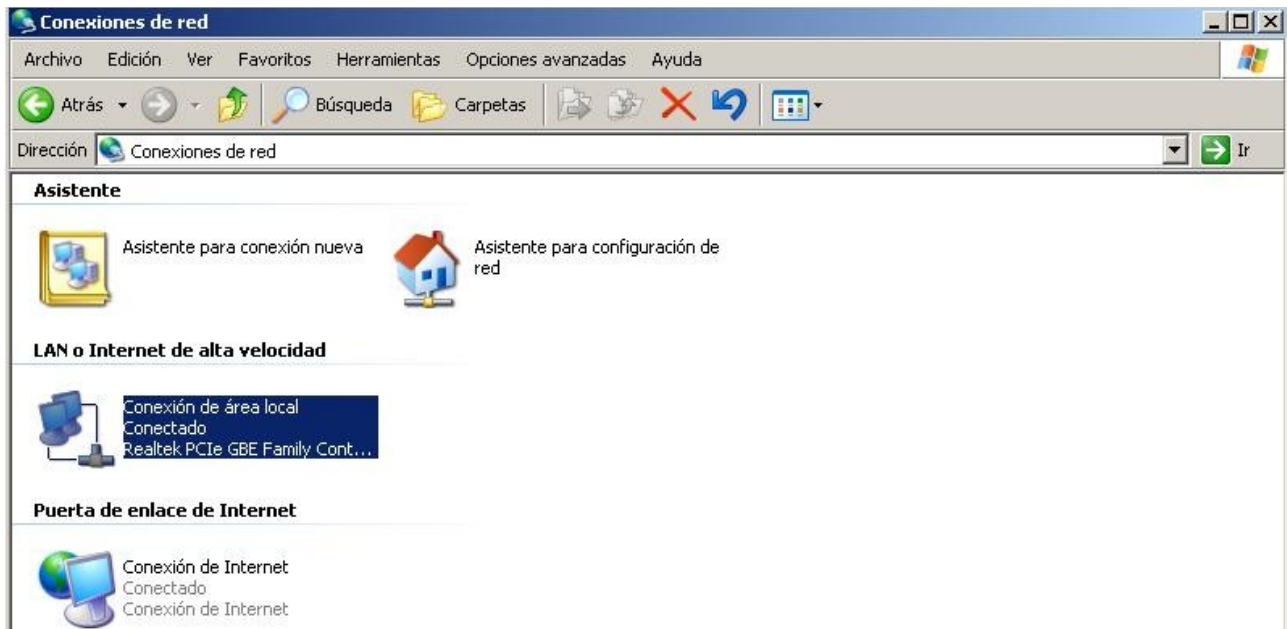 Conexiones de red
Archivo Edición Ver Favoritos Herramientas Opciones avanzadas Ayuda
Atrás Búsqueda Carpetas
Dirección Conexiones de red Ir
Asistente
Asistente para conexión nueva
Asistente para configuración de
red
LAN o Internet de alta velocidad
Conexión de área local
Conectado
Realtek PCIe GBE Family Cont...
Puerta de enlace de Internet
Conexión de Internet
Conectado
Conexión de Internet